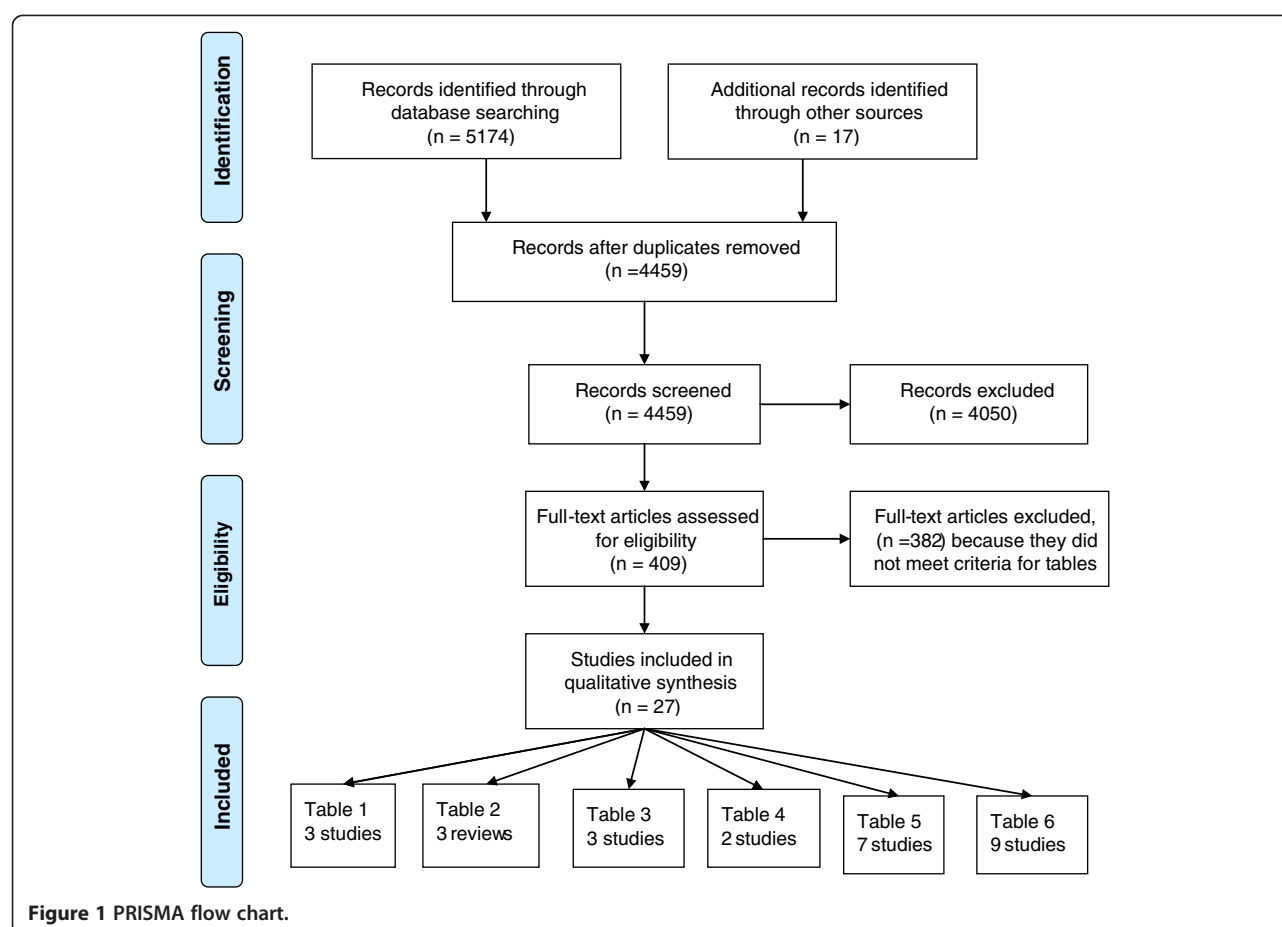 Identification
Records identified through
database searching
(n = 5174)
Additional records identified
through other sources
(n = 17)
Records after duplicates removed
(n =4459)
Screening
Records screened
(n = 4459)
Records excluded
(n = 4050)
Eligibility
Full-text articles assessed
for eligibility
(n = 409)
Full-text articles excluded,
(n =382) because they did
not meet criteria for tables
Studies included in
qualitative synthesis
(n = 27)
Included
Table 1
3 studies
Table 2
3 reviews
Table 3
3 studies
Table 4
2 studies
Table 5
7 studies
Table 6
9 studies
Figure 1 PRISMA flow chart.